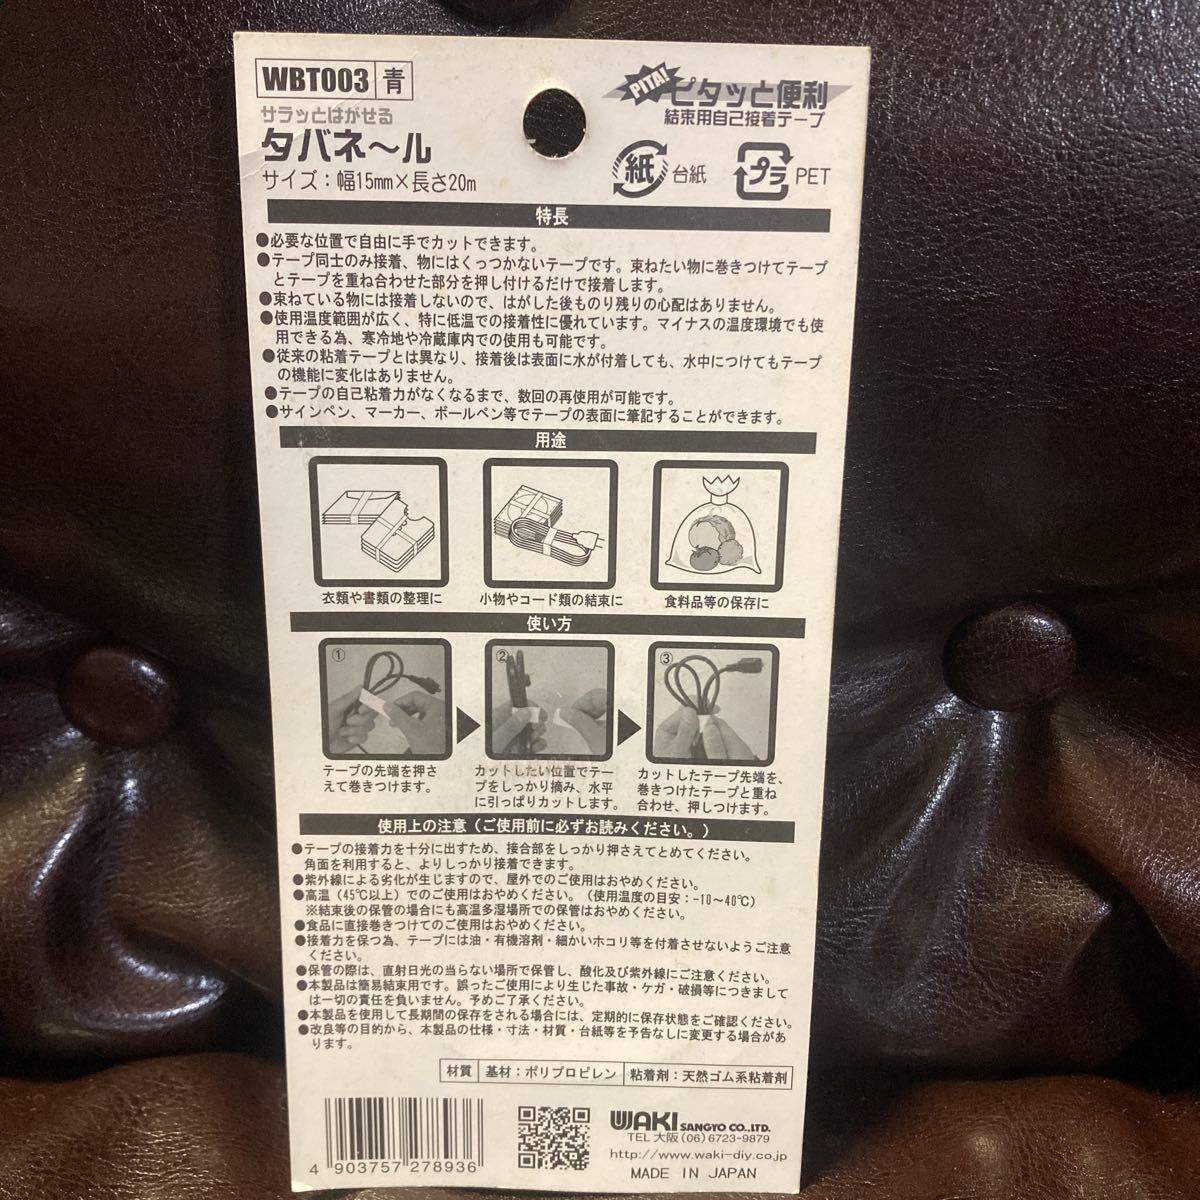 WBT003 青
サラッとはがせる
タバネ～ル
サイズ：幅15mm×長さ20m
PITA! ピタッと便利
結束用自己接着テープ
紙 台紙 プラ PET
特長
●必要な位置で自由に手でカットできます。
●テープ同士のみ接着、物にはくっつかないテープです。束ねたい物に巻きつけてテープ
とテープを重ね合わせた部分を押し付けるだけで接着します。
●束ねている物には接着しないので、はがした後ものり残りの心配はありません。
●使用温度範囲が広く、特に低温での接着性に優れています。マイナスの温度環境でも使
用できる為、寒冷地や冷蔵庫内での使用も可能です。
●従来の粘着テープとは異なり、接着後は表面に水が付着しても、水中につけてもテープ
の機能に変化はありません。
●テープの自己粘着力がなくなるまで、数回の再使用が可能です。
●サインペン、マーカー、ボールペン等でテープの表面に筆記することができます。
用途
衣類や書類の整理に
小物やコード類の結束に
食料品等の保存に
使い方
①
②
③
テープの先端を押さ
えて巻きつけます。
カットしたい位置でテー
プをしっかり摘み、水平
に引っぱりカットします。
カットしたテープ先端を、
巻きつけたテープと重ね
合わせ、押しつけます。
使用上の注意（ご使用前に必ずお読みください。）
●テープの接着力を十分に出すため、接合部をしっかり押さえてとめてください。
角面を利用すると、よりしっかり接着できます。
●紫外線による劣化が生じますので、屋外でのご使用はおやめください。
●高温（45℃以上）でのご使用はおやめください。（使用温度の目安：-10～40℃）
※結束後の保管の場合にも高温多湿場所での保管はおやめください。
●食品に直接巻きつけてのご使用はおやめください。
●接着力を保つ為、テープには油・有機溶剤・細かいホコリ等を付着させないようご注意
ください。
●保管の際は、直射日光の当らない場所で保管し、酸化及び紫外線にご注意ください。
●本製品は簡易結束用です。誤ったご使用により生じた事故・ケガ・破損等につきまして
は一切の責任を負いません。予めご了承ください。
●本製品を使用して長期間の保存をされる場合には、定期的に保存状態をご確認ください。
●改良等の目的から、本製品の仕様・寸法・材質・台紙等を予告なしに変更する場合があ
ります。
材質 基材：ポリプロピレン 粘着剤：天然ゴム系粘着剤
4 903757 278936
WAKI SANGYO CO.,LTD.
TEL 大阪(06)6723-9879
http://www.waki-diy.co.jp
MADE IN JAPAN